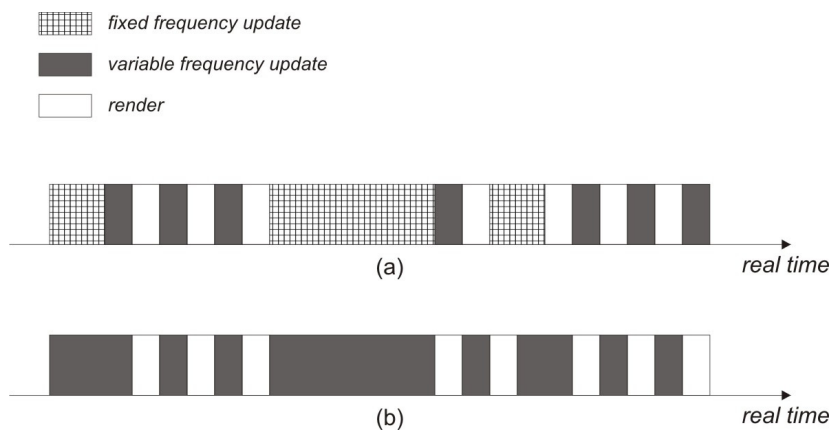 fixed frequency update
variable frequency update
render
(a)
real time
(b)
real time